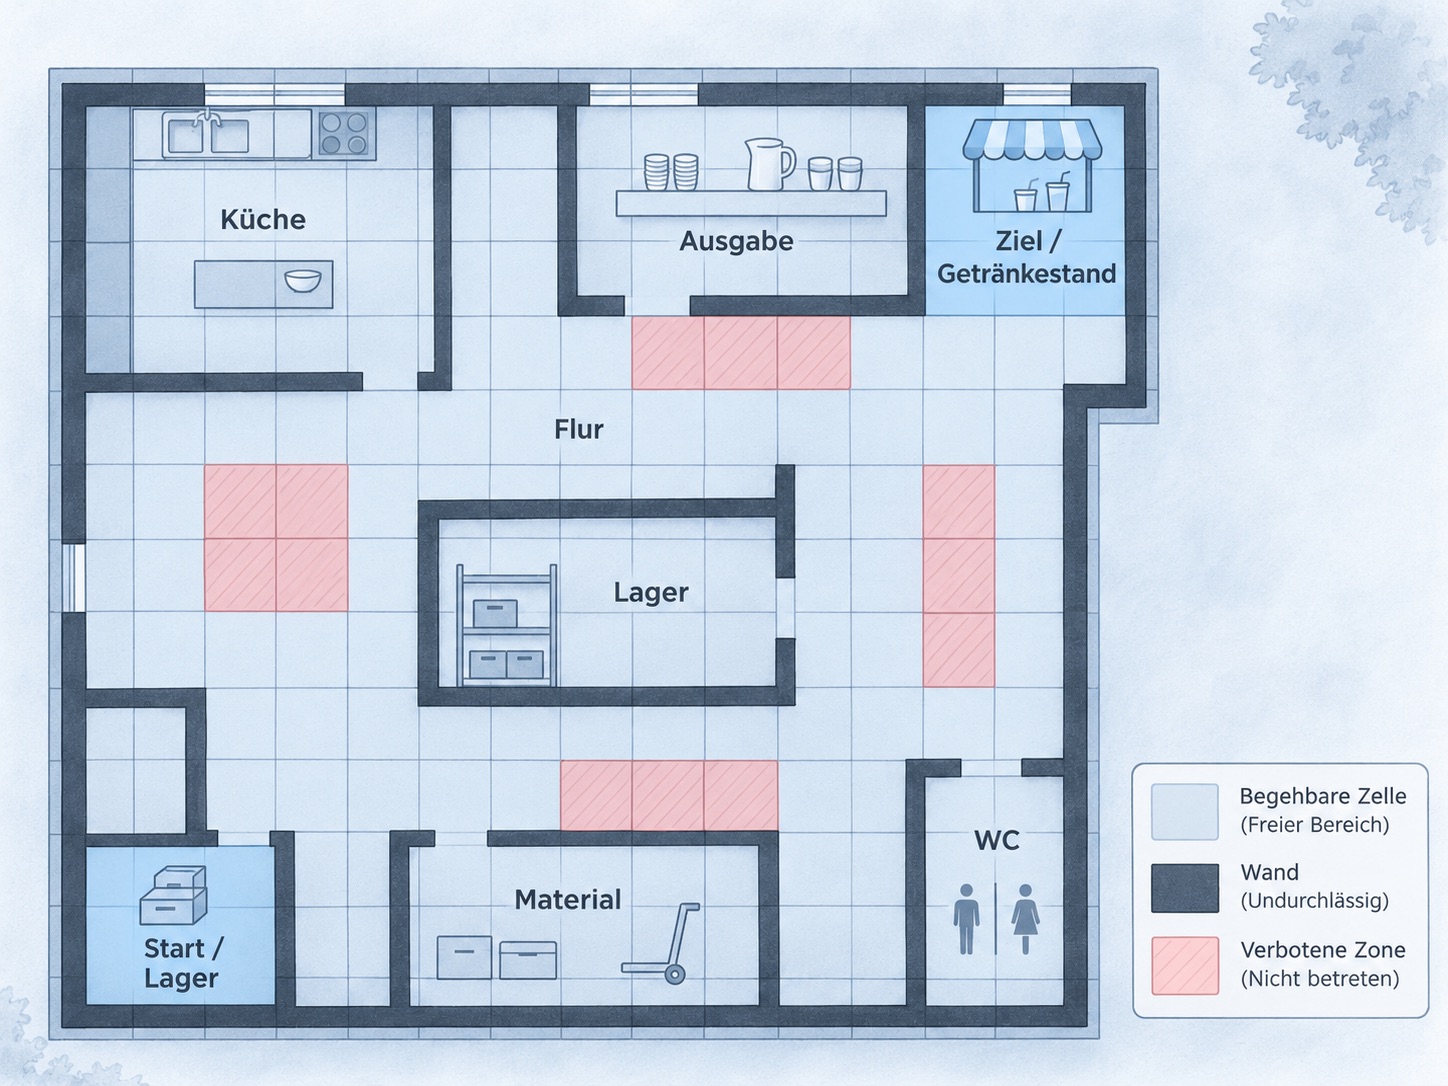 Küche
Ausgabe
Ziel /
Getränkestand
Flur
Lager
Material
WC
Start /
Lager
Begehbare Zelle
(Freier Bereich)
Wand
(Undurchlässig)
Verbotene Zone
(Nicht betreten)